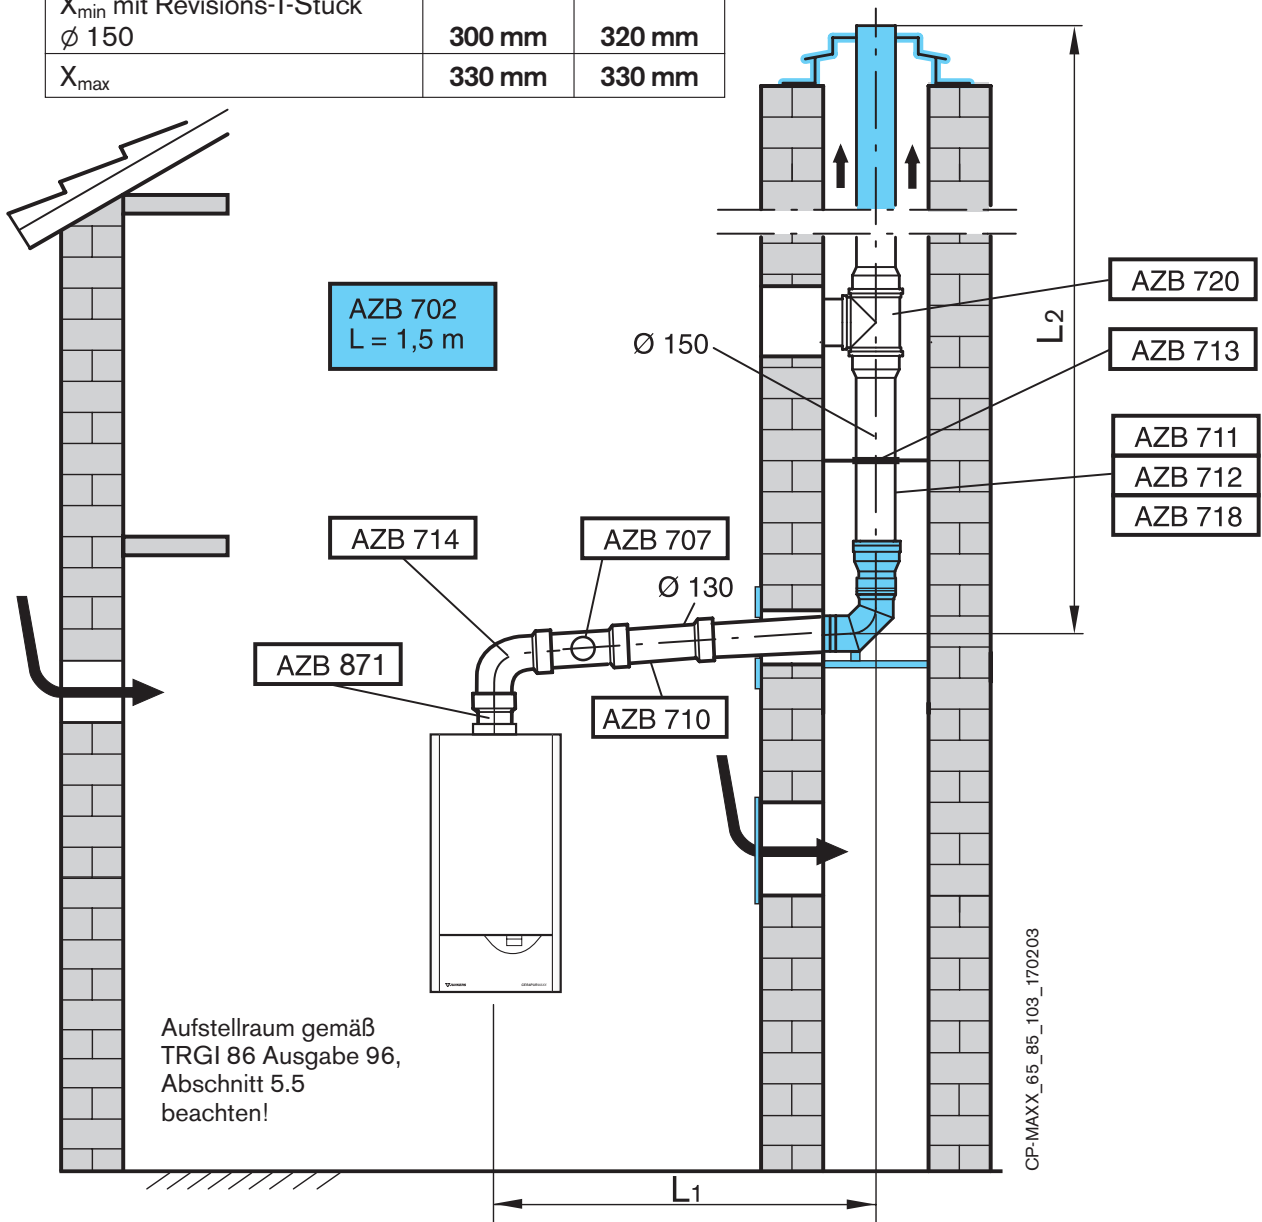 Xmin mit Revisions-T-Stück
Ø 150 300 mm 320 mm
Xmax 330 mm 330 mm
AZB 702
L = 1,5 m
Ø 150
L2
AZB 720
AZB 713
AZB 711
AZB 712
AZB 718
AZB 714
AZB 707
Ø 130
AZB 871
AZB 710
JUNKERS
Aufstellraum gemäß
TRGI 86 Ausgabe 96,
Abschnitt 5.5
beachten!
L1
CP-MAXX_65_85_103_170203